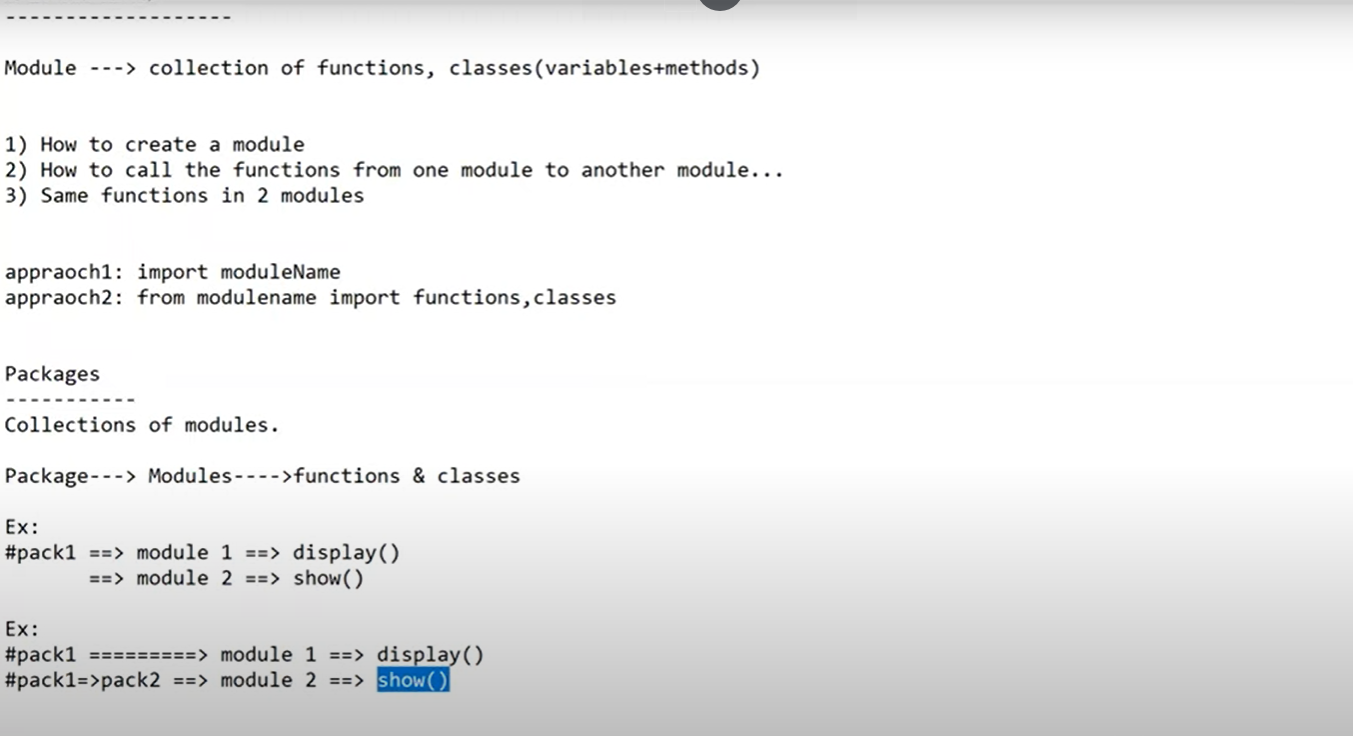 -------------------
Module ---> collection of functions, classes(variables+methods)
1) How to create a module
2) How to call the functions from one module to another module...
3) Same functions in 2 modules
appraoch1: import moduleName
appraoch2: from modulename import functions,classes
Packages
-----------
Collections of modules.
Package---> Modules---->functions & classes
Ex:
#pack1 ==> module 1 ==> display()
==> module 2 ==> show()
Ex:
#pack1 =========> module 1 ==> display()
#pack1=>pack2 ==> module 2 ==> show()